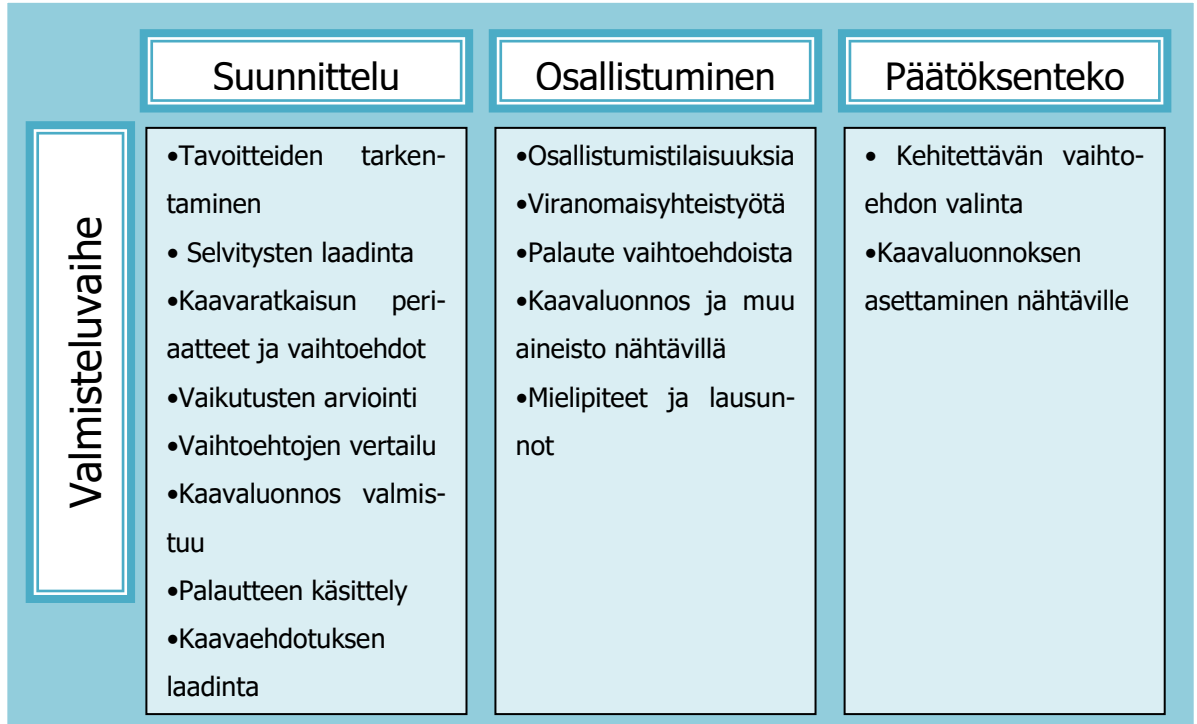 Suunnittelu
Osallistuminen
Päätöksenteko
Valmisteluvaihe
•Tavoitteiden tarken-
taminen
• Selvitysten laadinta
•Kaavaratkaisun peri-
aatteet ja vaihtoehdot
•Vaikutusten arviointi
•Vaihtoehtojen vertailu
•Kaavaluonnos valmis-
tuu
•Palautteen käsittely
•Kaavaehdotuksen
laadinta
•Osallistumistilaisuuksia
•Viranomaisyhteistyötä
•Palaute vaihtoehdoista
•Kaavaluonnos ja muu
aineisto nähtävillä
•Mielipiteet ja lausun-
not
• Kehitettävän vaihto-
ehdon valinta
•Kaavaluonnoksen
asettaminen nähtäville